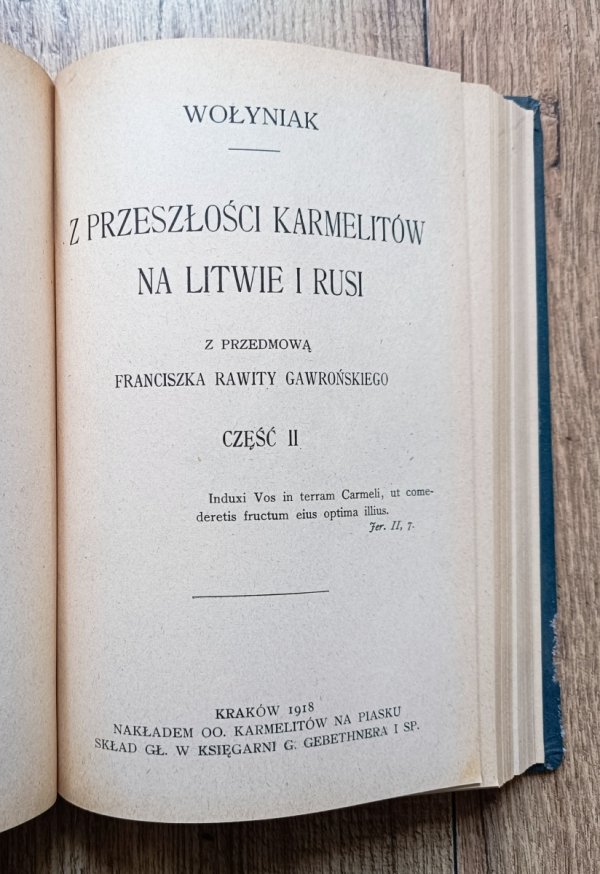 WOŁYNIAK
Z PRZESZŁOŚCI KARMELITÓW
NA LITWIE I RUSI
Z PRZEDMOWĄ
FRANCISZKA RAWITY GAWROŃSKIEGO
CZĘŚĆ II
Induxi Vos in terram Carmeli, ut come-
deretis fructum eius optima illius.
Jer. II, 7.
KRAKÓW 1918
NAKŁADEM OO. KARMELITÓW NA PIASKU
SKŁAD GŁ. W KSIĘGARNI G. GEBETHNERA I SP.